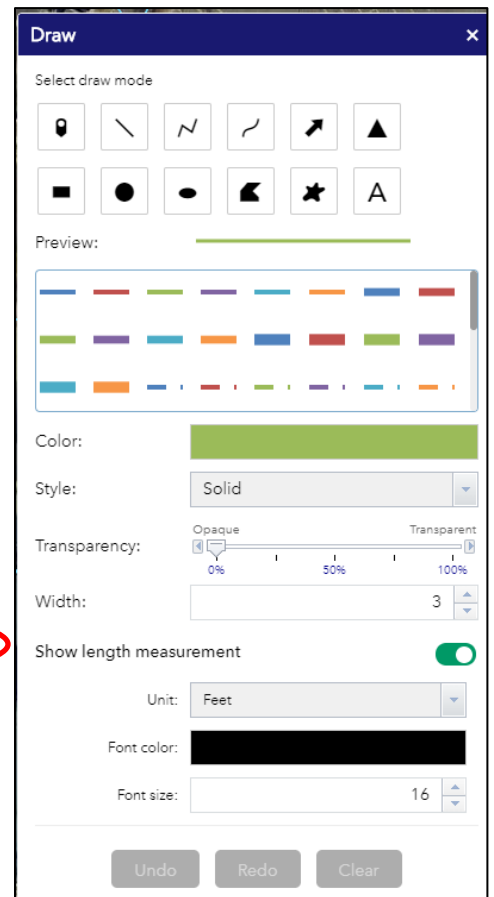 Draw ×
Select draw mode
A
Preview:
Color:
Style: Solid
Opaque Transparent
Transparency:
0% 50% 100%
Width: 3
Show length measurement
Unit: Feet
Font color:
Font size: 16
Undo Redo Clear